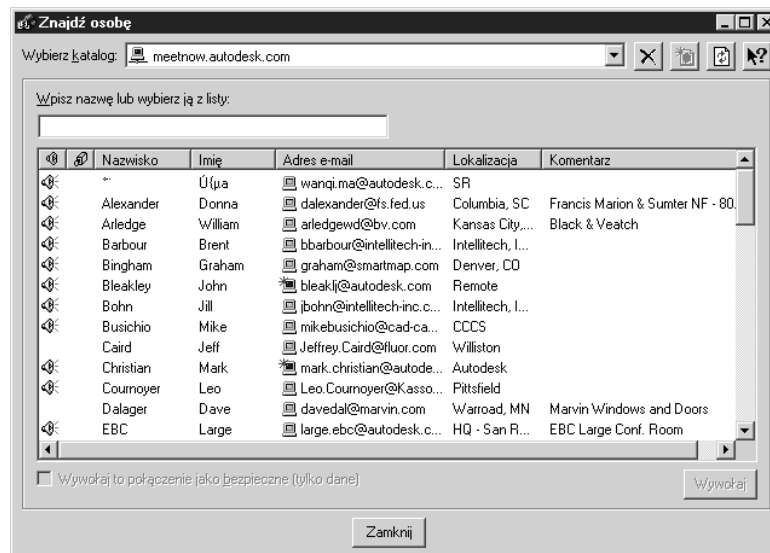 Znajdź osobę
Wybierz katalog: meetnow.autodesk.com
Wpisz nazwę lub wybierz ją z listy:
Nazwisko Imię Adres e-mail Lokalizacja Komentarz
Ú{µa wanqi.ma@autodesk.c... SR
Alexander Donna dalexander@fs.fed.us Columbia, SC Francis Marion & Sumter NF - 80.
Arledge William arledgewd@bv.com Kansas City,... Black & Veatch
Barbour Brent bbarbour@intellitech-in... Intellitech, I...
Bingham Graham graham@smartmap.com Denver, CO
Bleakley John bleaklj@autodesk.com Remote
Bohn Jill jbohn@intellitech-inc.c... Intellitech, I...
Busichio Mike mikebusichio@cad-ca... CCCS
Caird Jeff Jeffrey.Caird@fluor.com Williston
Christian Mark mark.christian@autode... Autodesk
Cournoyer Leo Leo.Cournoyer@Kasso... Pittsfield
Dalager Dave davedal@marvin.com Warroad, MN Marvin Windows and Doors
EBC Large large.ebc@autodesk.c... HQ - San R... EBC Large Conf. Room
Wywołaj to połączenie jako bezpieczne (tylko dane)
Wywołaj
Zamknij